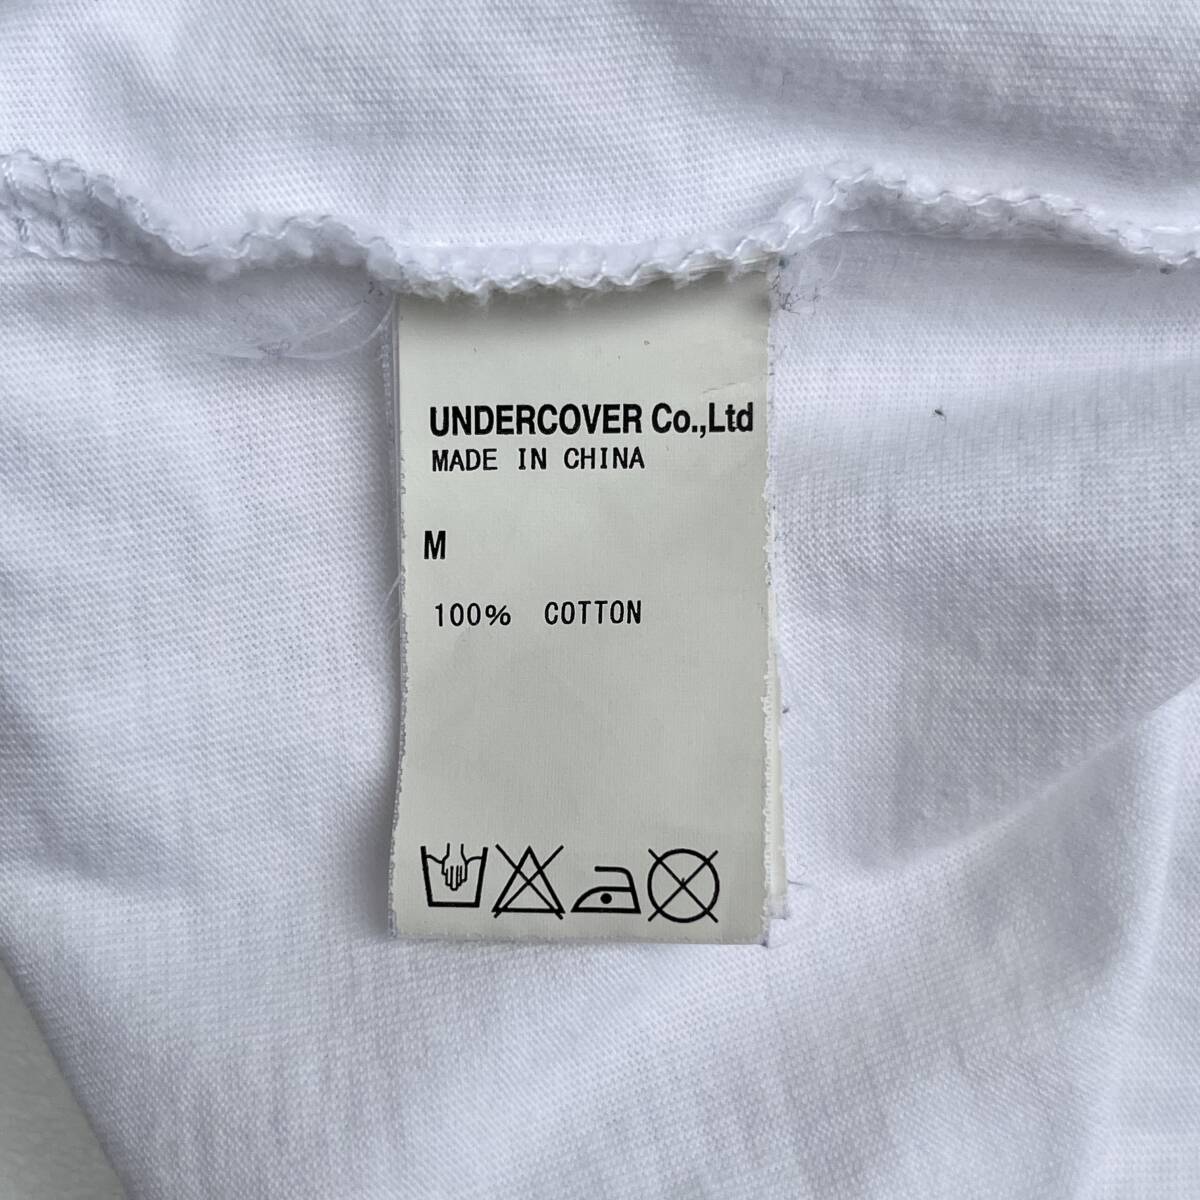 UNDERCOVER Co.,Ltd
MADE IN CHINA
M
100% COTTON